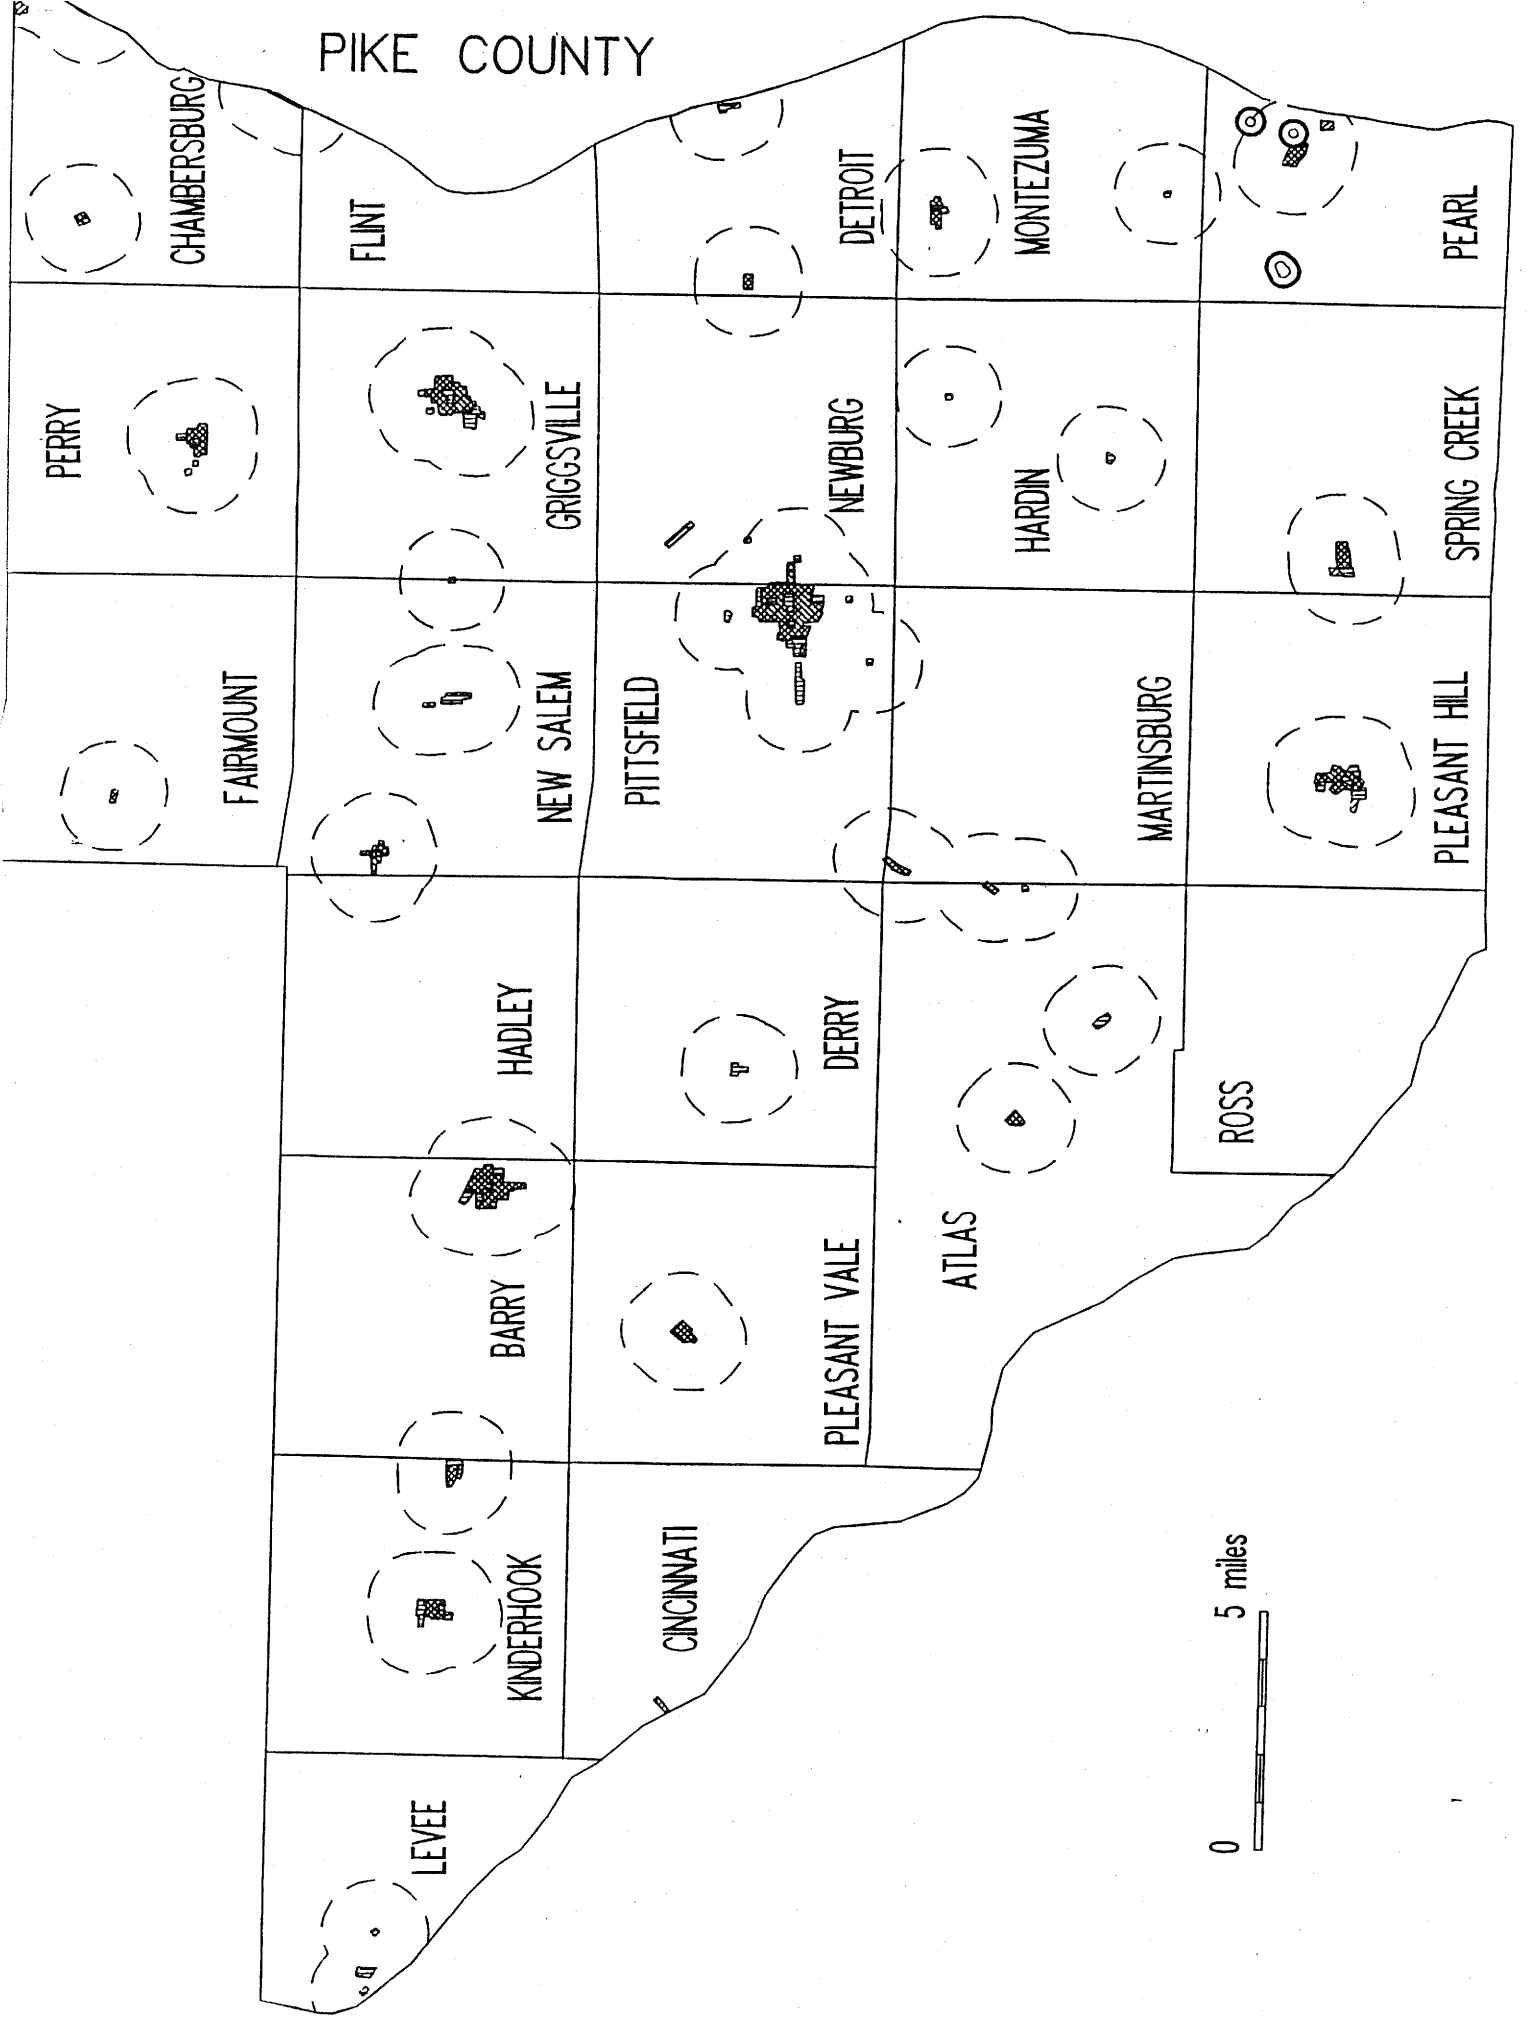 PIKE COUNTY
CHAMBERSBURG
FLINT
DETROIT
MONTEZUMA
PEARL
PERRY
GRIGGSVILLE
NEWBURG
HARDIN
SPRING CREEK
FAIRMOUNT
NEW SALEM
PITTSFIELD
MARTINSBURG
PLEASANT HILL
HADLEY
DERRY
ROSS
BARRY
PLEASANT VALE
ATLAS
KINDERHOOK
CINCINNATI
LEVEE
0 5 miles